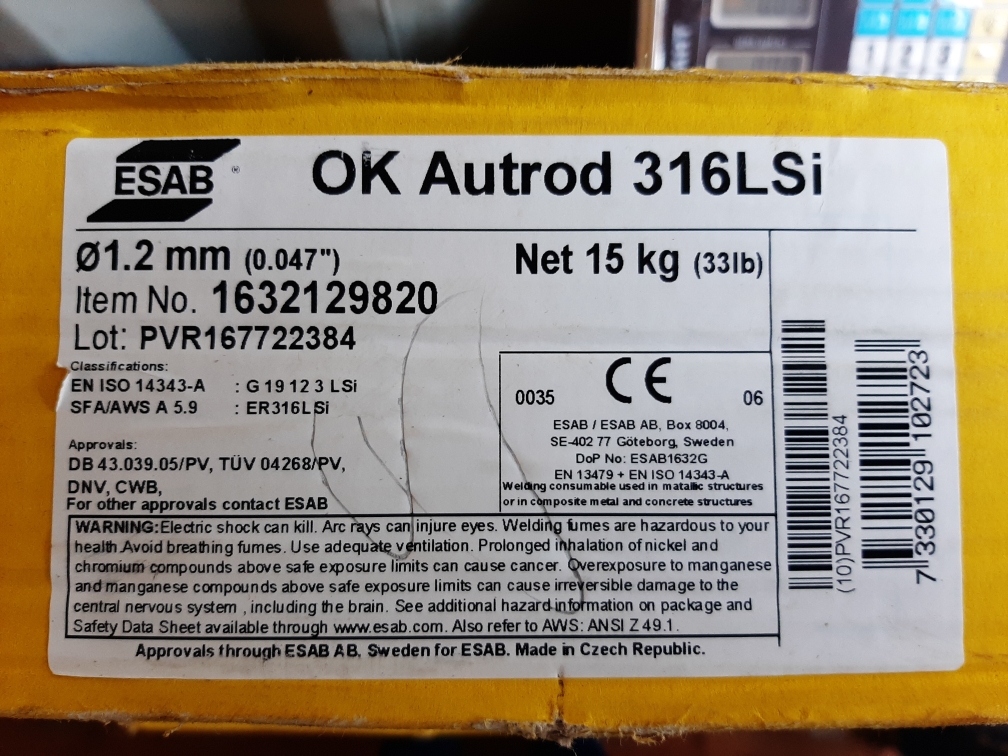 ESAB ®
OK Autrod 316LSi
Ø1.2 mm (0.047")
Net 15 kg (33lb)
Item No. 1632129820
Lot: PVR167722384
Classifications:
EN ISO 14343-A : G 19 12 3 LSi
SFA/AWS A 5.9 : ER316LSi
Approvals:
DB 43.039.05/PV, TÜV 04268/PV,
DNV, CWB,
For other approvals contact ESAB
0035 CE 06
ESAB / ESAB AB, Box 8004,
SE-402 77 Göteborg, Sweden
DoP No: ESAB1632G
EN 13479 + EN ISO 14343-A
Welding consumable used in matallic structures
or in composite metal and concrete structures
WARNING:Electric shock can kill. Arc rays can injure eyes. Welding fumes are hazardous to your
health.Avoid breathing fumes. Use adequate ventilation. Prolonged inhalation of nickel and
chromium compounds above safe exposure limits can cause cancer. Overexposure to manganese
and manganese compounds above safe exposure limits can cause irreversible damage to the
central nervous system , including the brain. See additional hazard information on package and
Safety Data Sheet available through www.esab.com. Also refer to AWS: ANSI Z 49.1.
Approvals through ESAB AB, Sweden for ESAB. Made in Czech Republic.
(10)PVR167722384
7330129102723
1 2 3